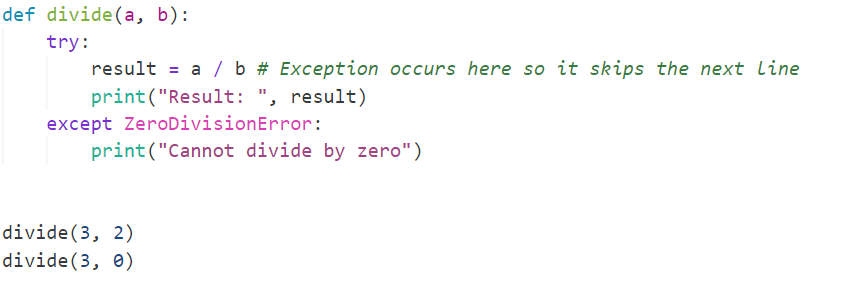 def divide(a, b):
    try:
        result = a / b # Exception occurs here so it skips the next line
        print("Result: ", result)
    except ZeroDivisionError:
        print("Cannot divide by zero")
divide(3, 2)
divide(3, 0)